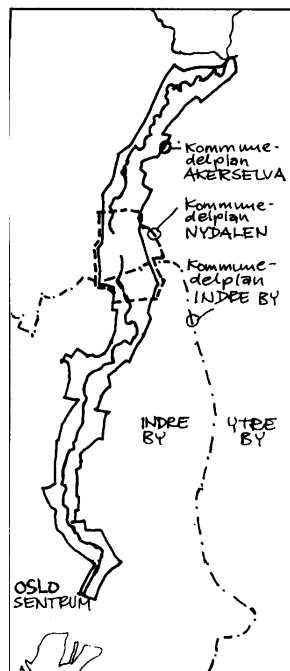 Kommune-
delplan
AKERSELVA
Kommune-
delplan
NYDALEN
Kommune-
delplan
INDRE BY
INDRE
BY
YTRE
BY
OSLO
SENTRUM